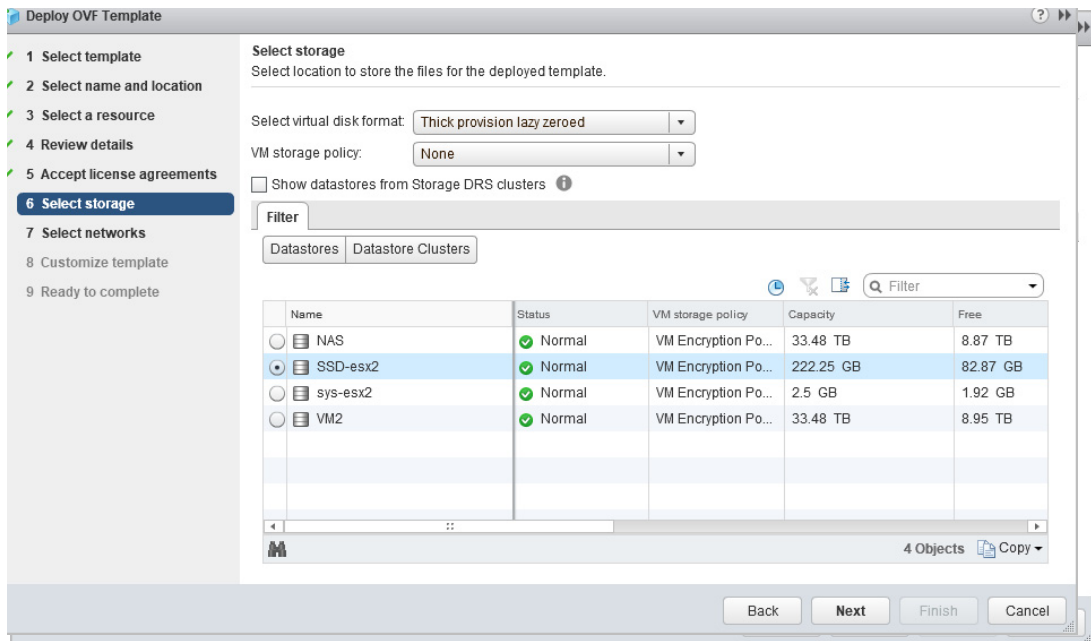 Deploy OVF Template
1 Select template
2 Select name and location
3 Select a resource
4 Review details
5 Accept license agreements
6 Select storage
7 Select networks
8 Customize template
9 Ready to complete
Select storage
Select location to store the files for the deployed template.
Select virtual disk format: Thick provision lazy zeroed
VM storage policy: None
Show datastores from Storage DRS clusters
Filter
Datastores Datastore Clusters
Filter
Name Status VM storage policy Capacity Free
NAS Normal VM Encryption Po... 33.48 TB 8.87 TB
SSD-esx2 Normal VM Encryption Po... 222.25 GB 82.87 GB
sys-esx2 Normal VM Encryption Po... 2.5 GB 1.92 GB
VM2 Normal VM Encryption Po... 33.48 TB 8.95 TB
4 Objects Copy
Back Next Finish Cancel